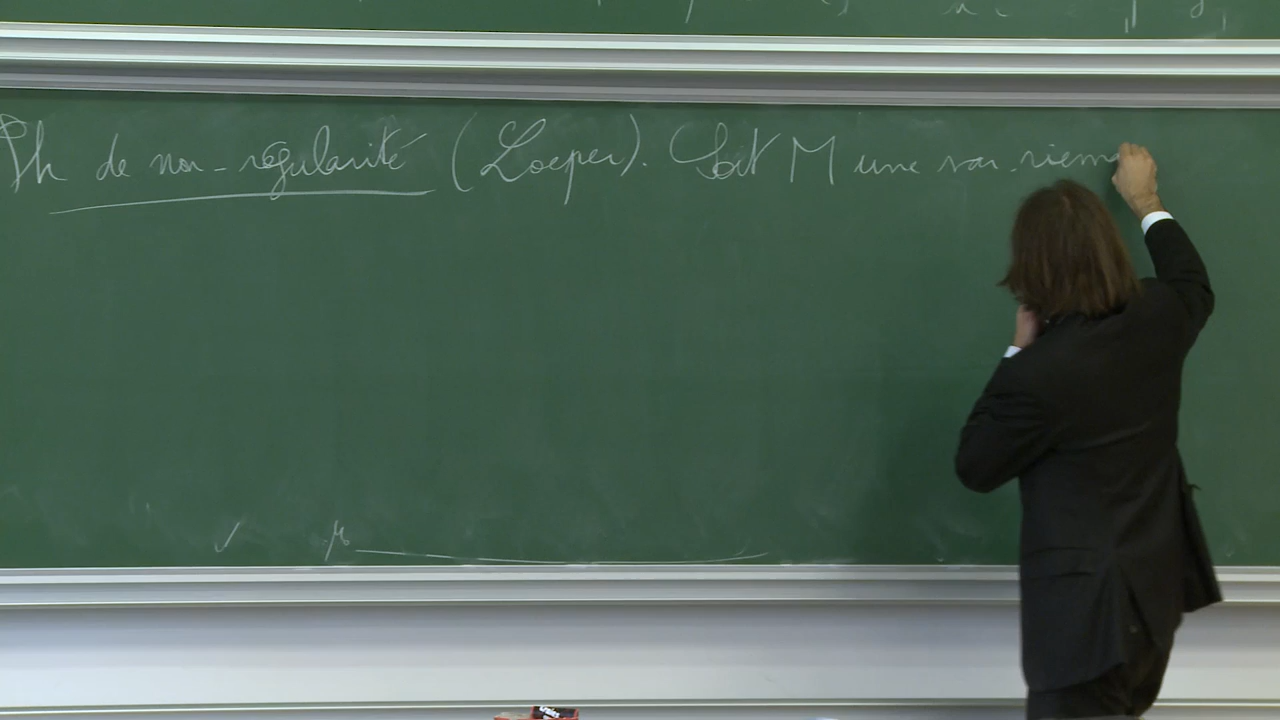 Th de non-régularité (Loeper). Soit M une var. riem
μ